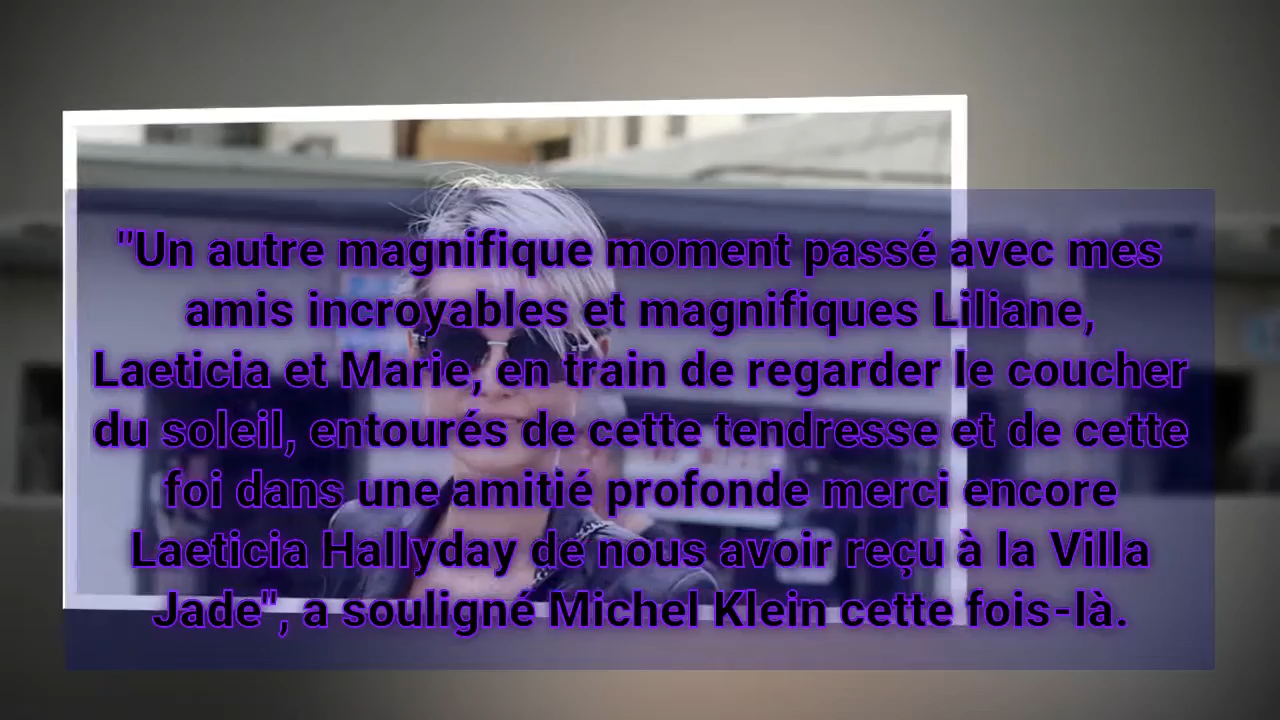 "Un autre magnifique moment passé avec mes
amis incroyables et magnifiques Liliane,
Laeticia et Marie, en train de regarder le coucher
du soleil, entourés de cette tendresse et de cette
foi dans une amitié profonde merci encore
Laeticia Hallyday de nous avoir reçu à la Villa
Jade", a souligné Michel Klein cette fois-là.